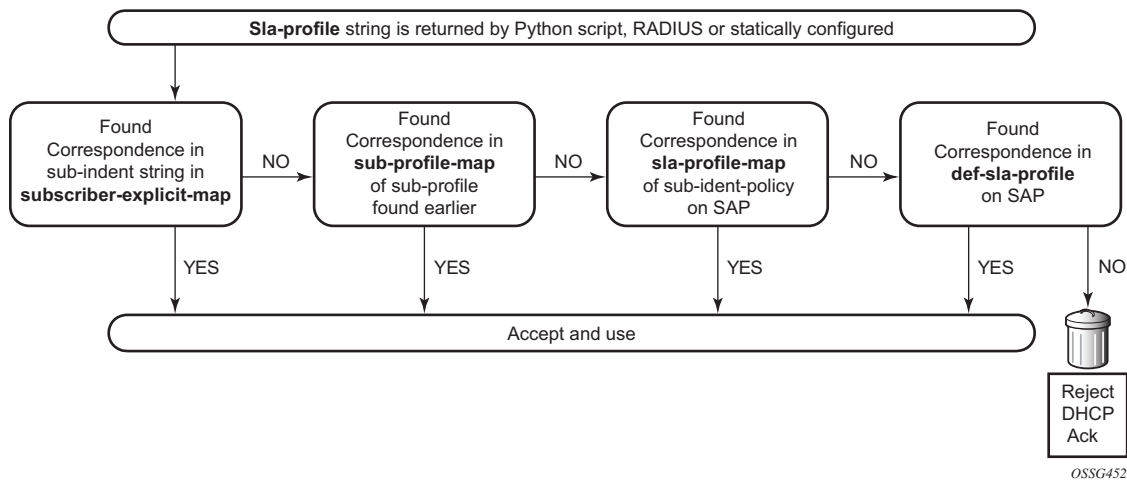 Sla-profile string is returned by Python script, RADIUS or statically configured
Found
Correspondence in
sub-indent string in
subscriber-explicit-map
NO
Found
Correspondence in
sub-profile-map
of sub-profile
found earlier
NO
Found
Correspondence in
sla-profile-map
of sub-ident-policy
on SAP
NO
Found
Correspondence in
def-sla-profile
on SAP
YES
YES
YES
YES
NO
Accept and use
Reject
DHCP
Ack
OSSG452